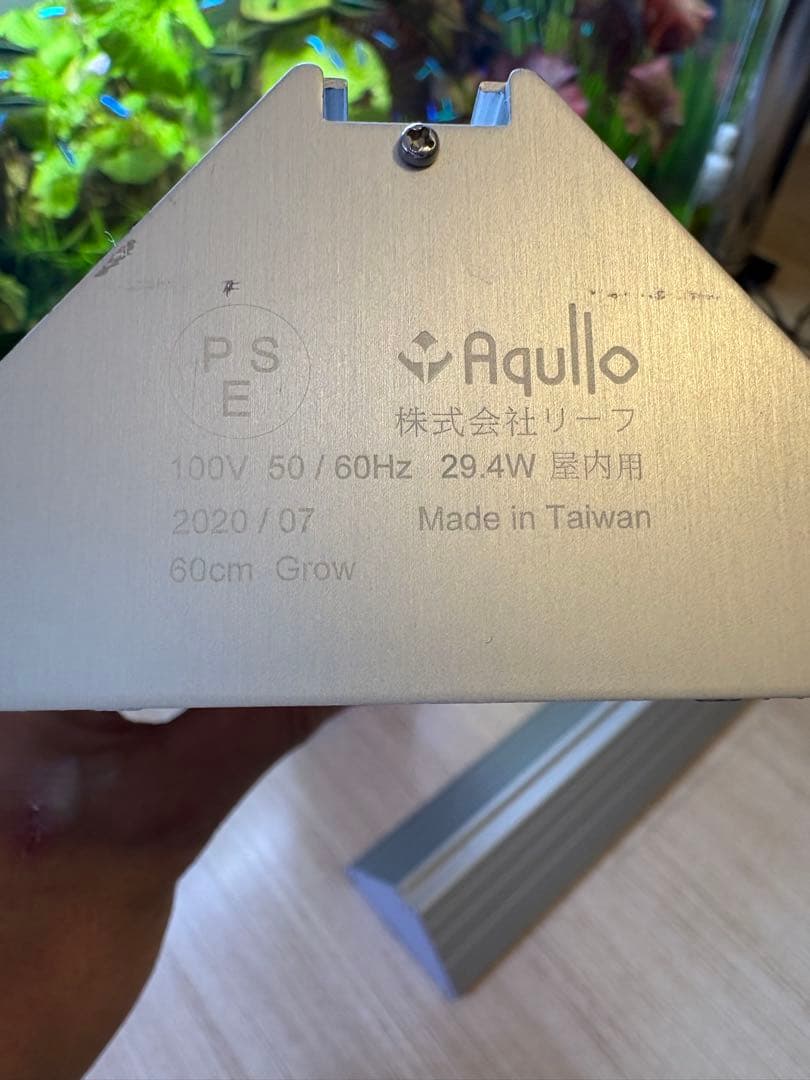 PSE
Aqullo
株式会社リーフ
100V 50 / 60Hz 29.4W 屋内用
2020 / 07 Made in Taiwan
60cm Grow